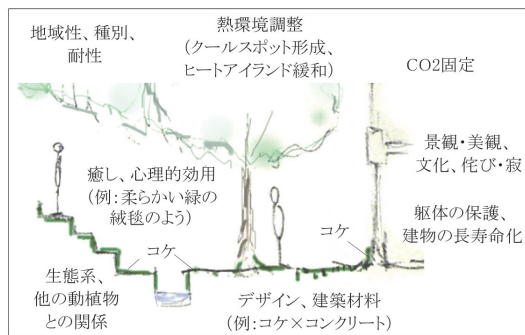 地域性、種別、
耐性
熱環境調整
(クールスポット形成、
ヒートアイランド緩和)
CO2固定
癒し、心理的効用
(例:柔らかい緑の
絨毯のよう)
景観・美観、
文化、侘び・寂
躯体の保護、
建物の長寿命化
コケ
コケ
生態系、
他の動植物
との関係
デザイン、建築材料
(例:コケ×コンクリート)